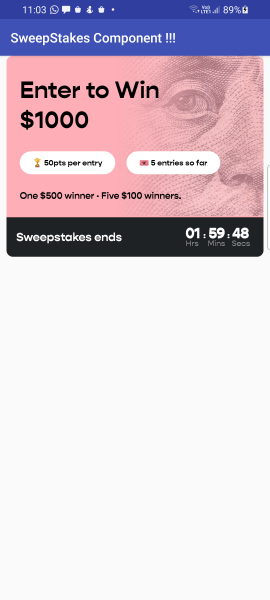 11:03 89%
SweepStakes Component !!!
Enter to Win
$1000
50pts per entry 5 entries so far
One $500 winner · Five $100 winners.
Sweepstakes ends 01 : 59 : 48
Hrs Mins Secs